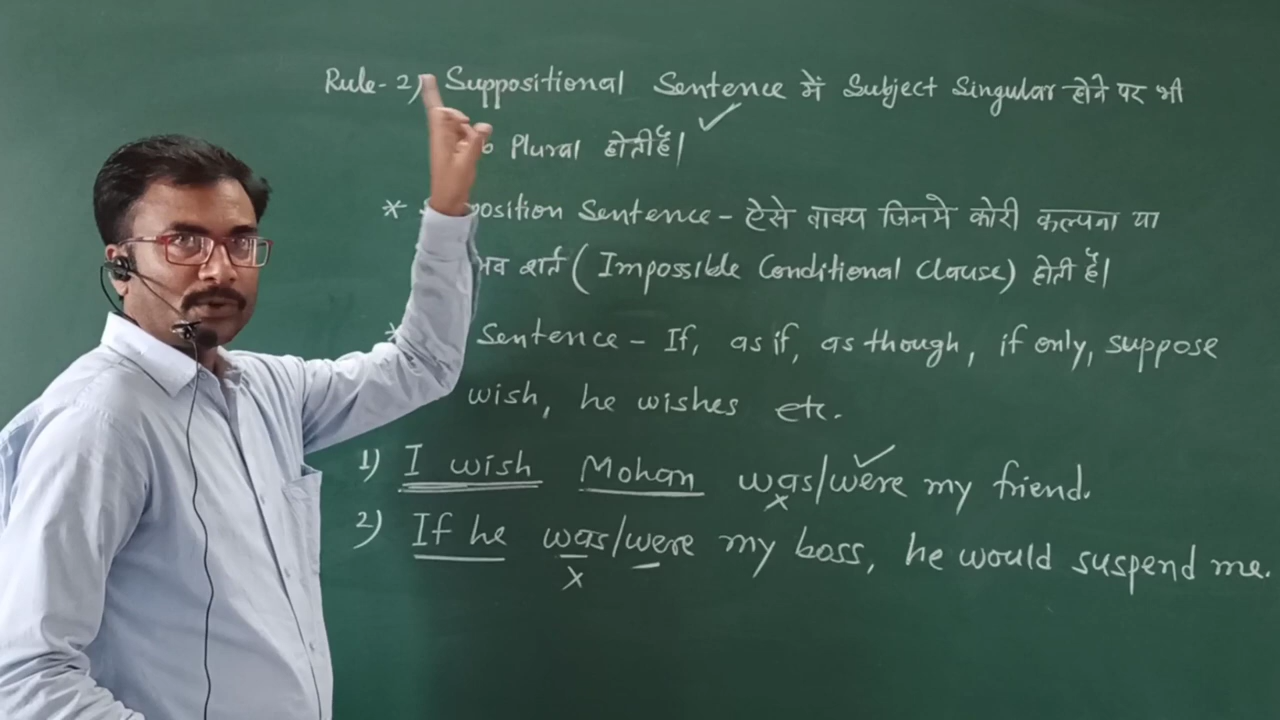 Rule-2) Suppositional Sentence में Subject Singular होने पर भी
Plural होती है।
* Sentence - ऐसे वाक्य जिनमे कोरी कल्पना या
शर्त ( Impossible Conditional Clause) होती है।
* Sentence - If, as if, as though, if only, suppose
wish, he wishes etc.
1) I wish Mohan was/were my friend.
2) If he was/were my boss, he would suspend me.